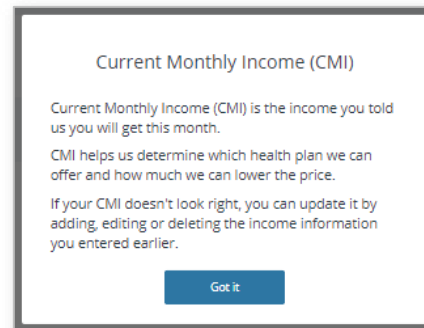 Current Monthly Income (CMI)
Current Monthly Income (CMI) is the income you told
us you will get this month.
CMI helps us determine which health plan we can
offer and how much we can lower the price.
If your CMI doesn't look right, you can update it by
adding, editing or deleting the income information
you entered earlier.
Got it